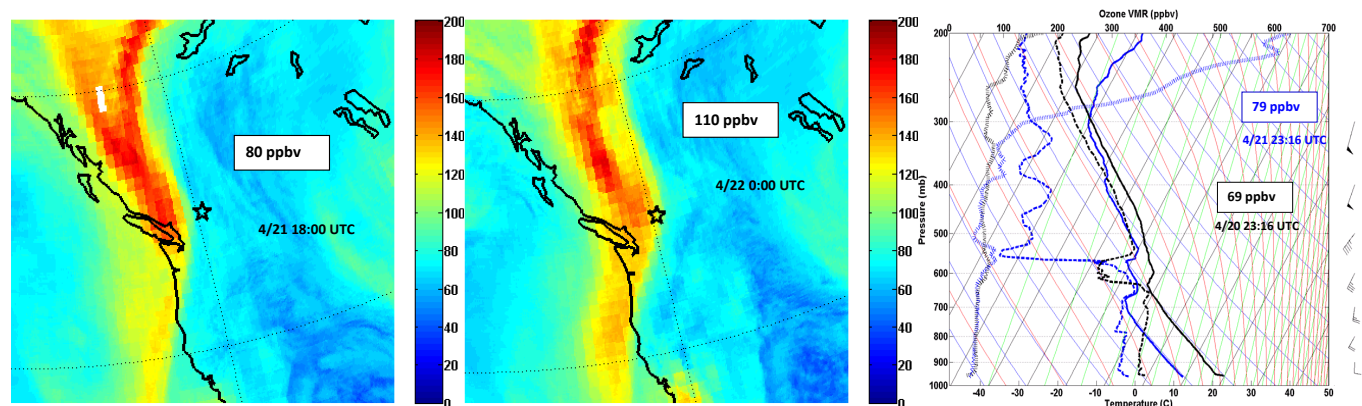 200
180
160
140
120
100
80
60
40
20
0
80 ppbv
4/21 18:00 UTC
200
180
160
140
120
100
80
60
40
20
0
110 ppbv
4/22 0:00 UTC
Ozone VMR (ppbv)
0 100 200 300 400 500 600 700
200
300
400
500
600
700
800
900
1000
Pressure (mb)
79 ppbv
4/21 23:16 UTC
69 ppbv
4/20 23:16 UTC
-40 -30 -20 -10 0 10 20 30 40 50
Temperature (C)